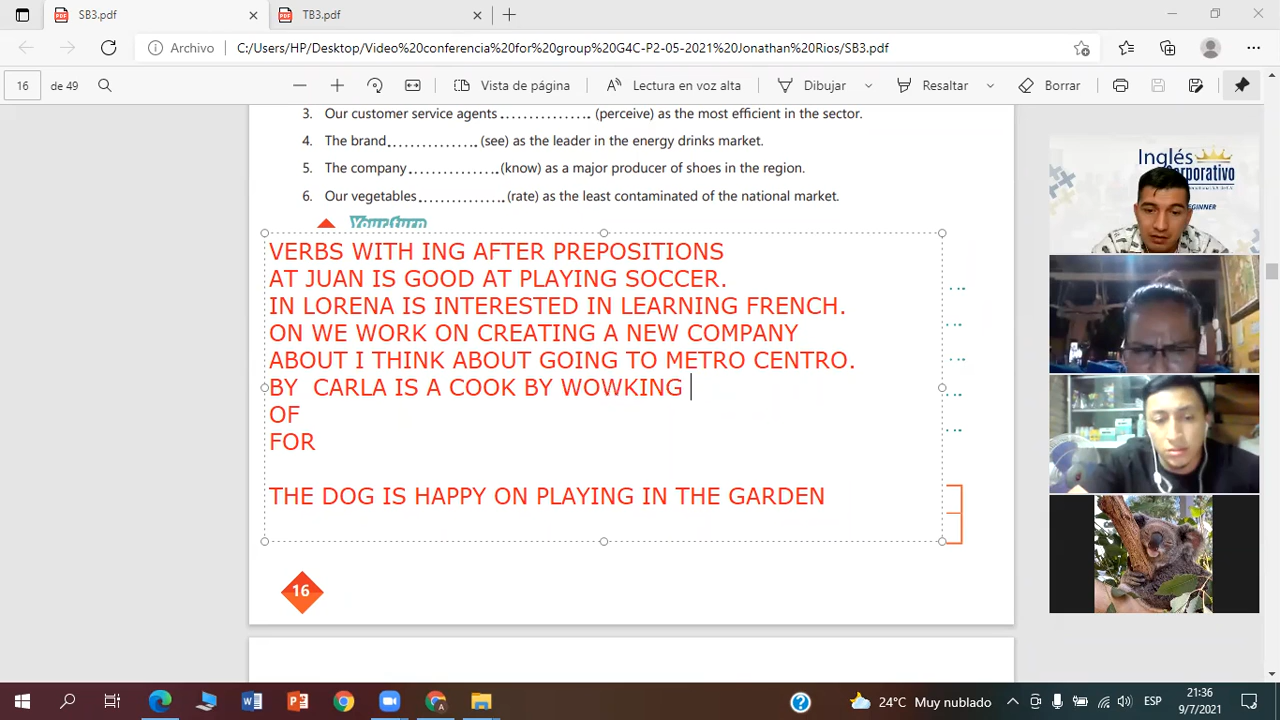 SB3.pdf
TB3.pdf
Archivo
C:/Users/HP/Desktop/Video%20conferencia%20for%20group%20G4C-P2-05-2021%20Jonathan%20Rios/SB3.pdf
16 de 49
Vista de página
Lectura en voz alta
Dibujar
Resaltar
Borrar
3. Our customer service agents .............. (perceive) as the most efficient in the sector.
4. The brand.............. (see) as the leader in the energy drinks market.
5. The company.............. (know) as a major producer of shoes in the region.
6. Our vegetables.............. (rate) as the least contaminated of the national market.
Your turn
VERBS WITH ING AFTER PREPOSITIONS
AT JUAN IS GOOD AT PLAYING SOCCER.
IN LORENA IS INTERESTED IN LEARNING FRENCH.
ON WE WORK ON CREATING A NEW COMPANY
ABOUT I THINK ABOUT GOING TO METRO CENTRO.
BY CARLA IS A COOK BY WOWKING
OF
FOR
THE DOG IS HAPPY ON PLAYING IN THE GARDEN
16
Inglés
Corporativo
24°C Muy nublado
ESP
21:36
9/7/2021